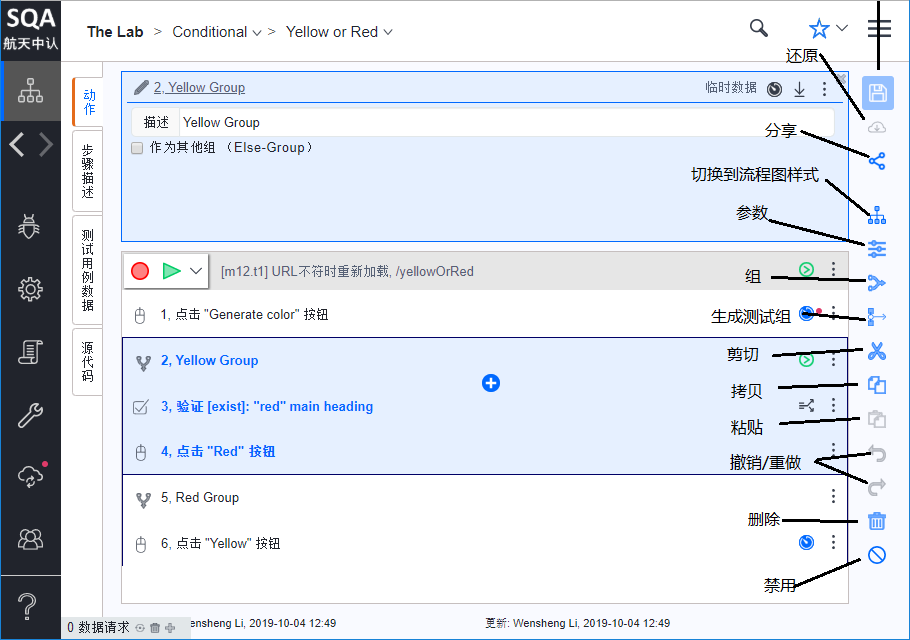 SQA
航天中认
The Lab > Conditional > Yellow or Red
还原
2, Yellow Group
临时数据
描述 Yellow Group
作为其他组 （Else-Group）
动作
步骤描述
测试用例数据
源代码
分享
切换到流程图样式
参数
组
生成测试组
剪切
拷贝
粘贴
撤销/重做
删除
禁用
[m12.t1] URL不符时重新加载, /yellowOrRed
1, 点击 "Generate color" 按钮
2, Yellow Group
3, 验证 [exist]: "red" main heading
4, 点击 "Red" 按钮
5, Red Group
6, 点击 "Yellow" 按钮
0 数据请求
ensheng Li, 2019-10-04 12:49
更新: Wensheng Li, 2019-10-04 12:49